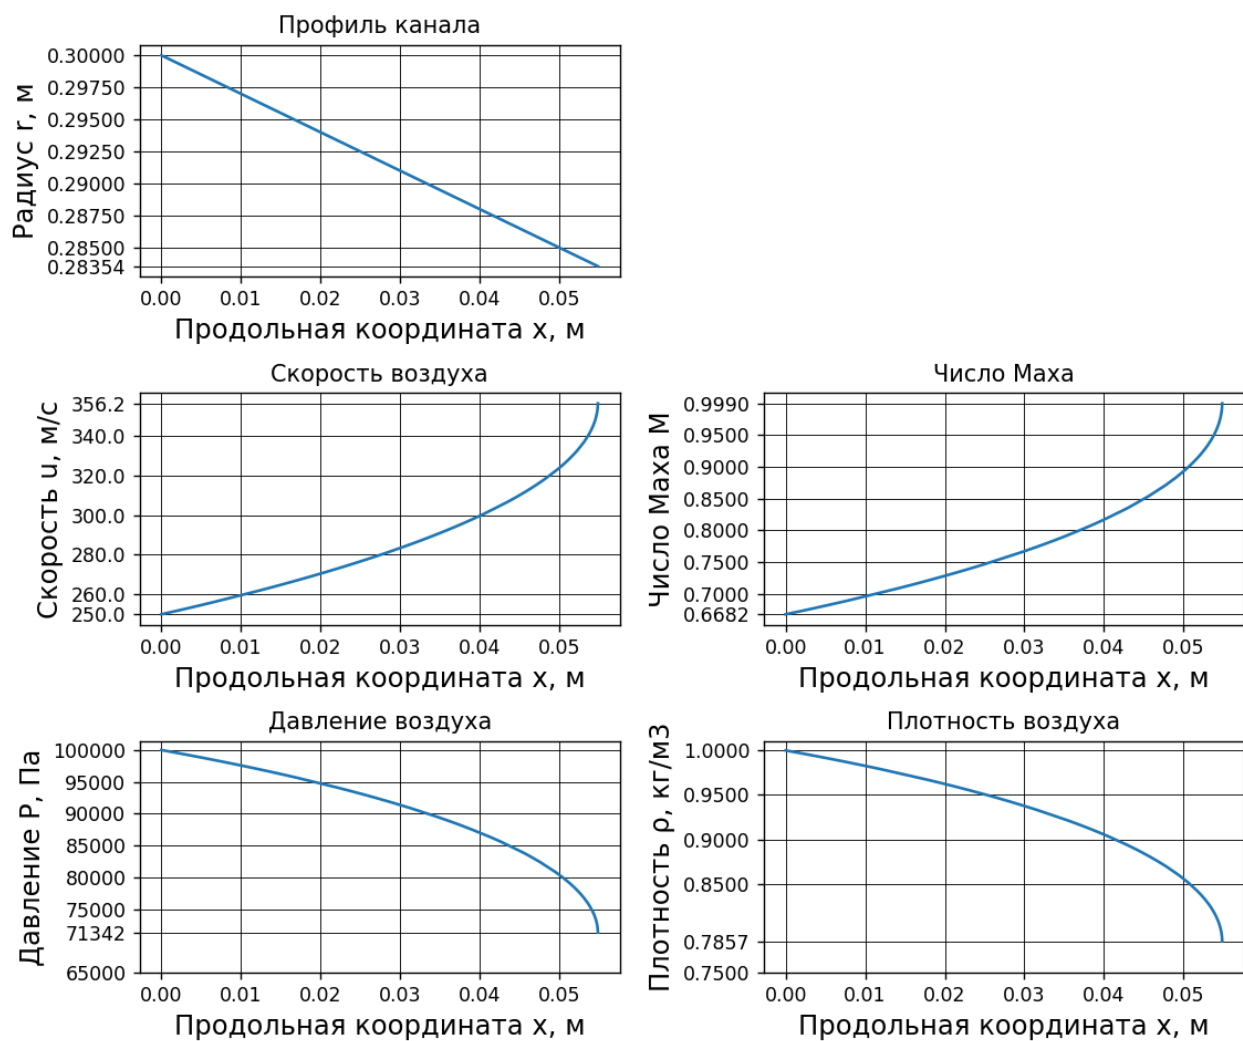 Профиль канала
Радиус r, м
0.30000
0.29750
0.29500
0.29250
0.29000
0.28750
0.28500
0.28354
0.00 0.01 0.02 0.03 0.04 0.05
Продольная координата x, м
Скорость воздуха
Скорость u, м/с
356.2
340.0
320.0
300.0
280.0
260.0
250.0
0.00 0.01 0.02 0.03 0.04 0.05
Продольная координата x, м
Число Маха
Число Маха M
0.9990
0.9500
0.9000
0.8500
0.8000
0.7500
0.7000
0.6682
0.00 0.01 0.02 0.03 0.04 0.05
Продольная координата x, м
Давление воздуха
Давление P, Па
100000
95000
90000
85000
80000
75000
71342
65000
0.00 0.01 0.02 0.03 0.04 0.05
Продольная координата x, м
Плотность воздуха
Плотность ρ, кг/м3
1.0000
0.9500
0.9000
0.8500
0.7857
0.7500
0.00 0.01 0.02 0.03 0.04 0.05
Продольная координата x, м